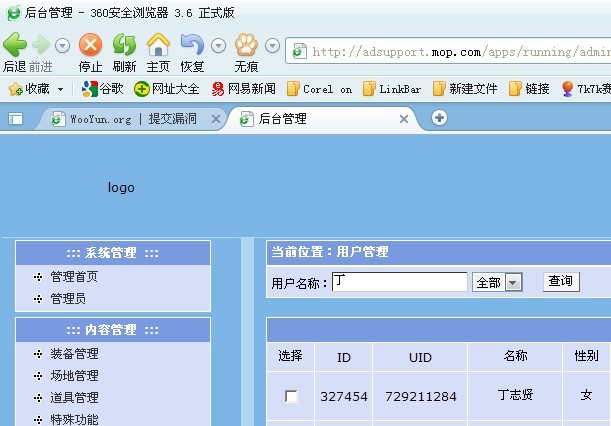 后台管理 - 360安全浏览器 3.6 正式版
后退 前进 停止 刷新 主页 恢复 无痕
http://adsupport.mop.com/apps/running/admi
收藏 谷歌 网址大全 网易新闻 Corel on LinkBar 新建文件 链接 7k7k赛
WooYun.org | 提交漏洞 后台管理
logo
::: 系统管理 :::
管理首页
管理员
::: 内容管理 :::
装备管理
场地管理
道具管理
特殊功能
当前位置：用户管理
用户名称： 丁 全部 查询
选择 ID UID 名称 性别
327454 729211284 丁志贤 女